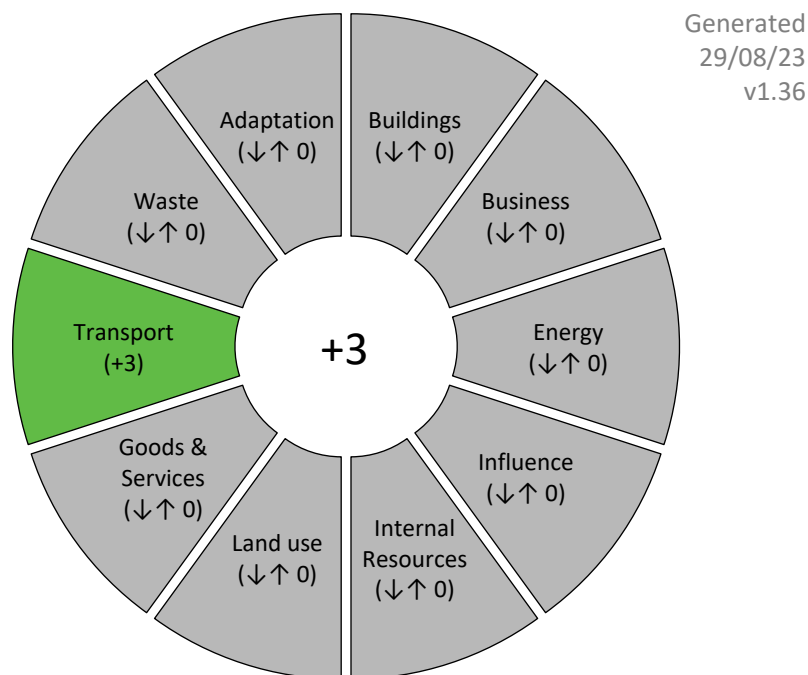 Generated
29/08/23
v1.36
Adaptation
(↓↑ 0)
Buildings
(↓↑ 0)
Waste
(↓↑ 0)
Business
(↓↑ 0)
Transport
(+3)
+3
Energy
(↓↑ 0)
Goods &
Services
(↓↑ 0)
Influence
(↓↑ 0)
Land use
(↓↑ 0)
Internal
Resources
(↓↑ 0)